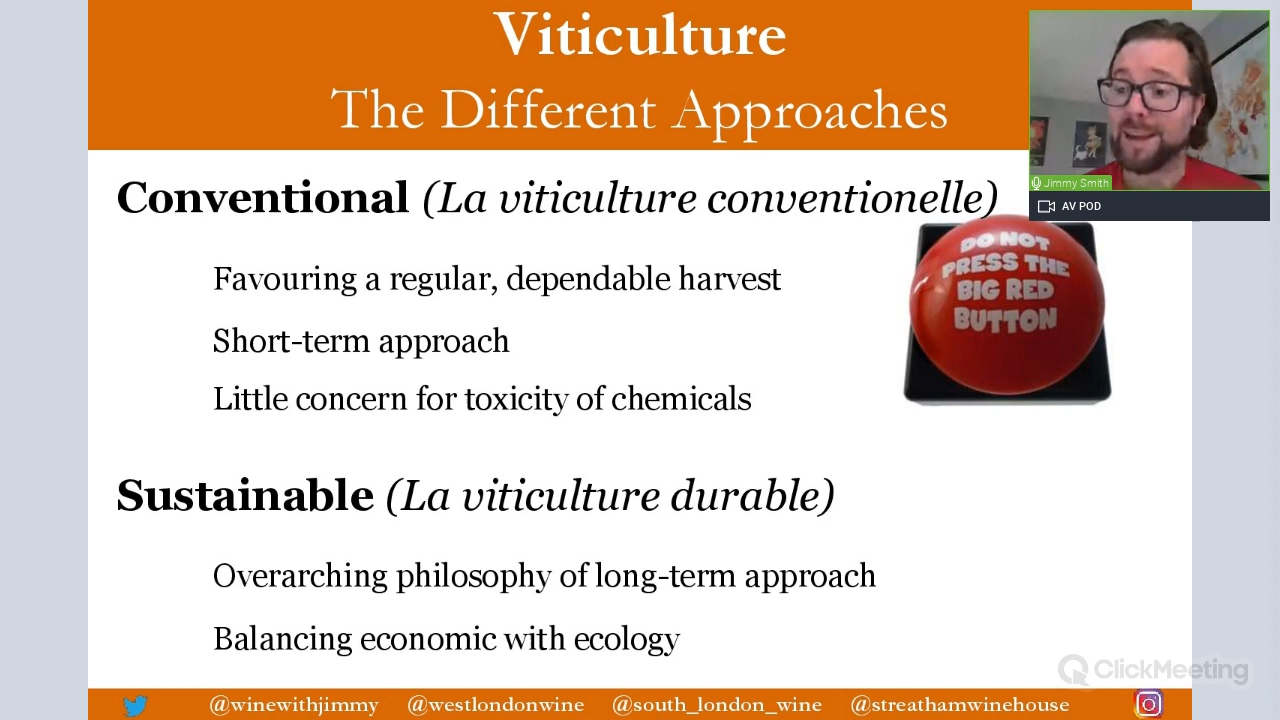 Viticulture
The Different Approaches
Jimmy Smith
AV POD
Conventional (La viticulture conventionelle)
DO NOT
PRESS THE
BIG RED
BUTTON
Favouring a regular, dependable harvest
Short-term approach
Little concern for toxicity of chemicals
Sustainable (La viticulture durable)
Overarching philosophy of long-term approach
Balancing economic with ecology
ClickMeeting
@winewithjimmy @westlondonwine @south_london_wine @streathamwinehouse